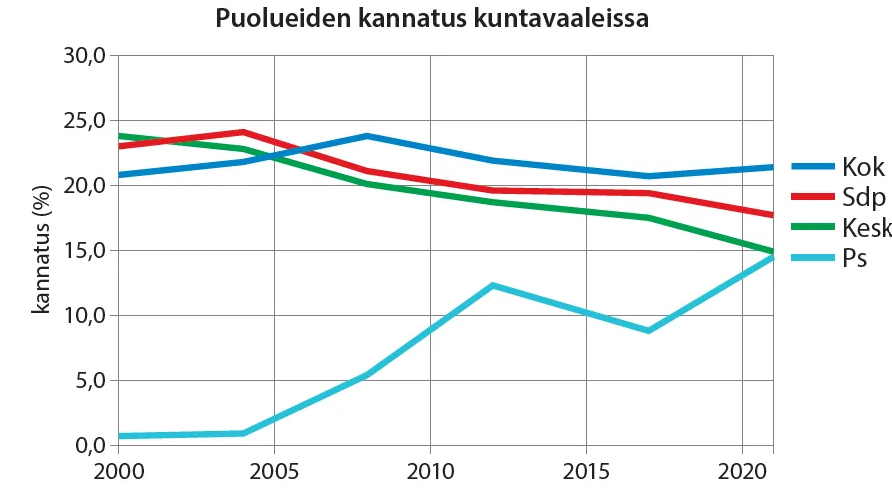 Puolueiden kannatus kuntavaaleissa
30,0
25,0
20,0
15,0
10,0
5,0
0,0
kannatus (%)
2000 2005 2010 2015 2020
Kok
Sdp
Kesk
Ps